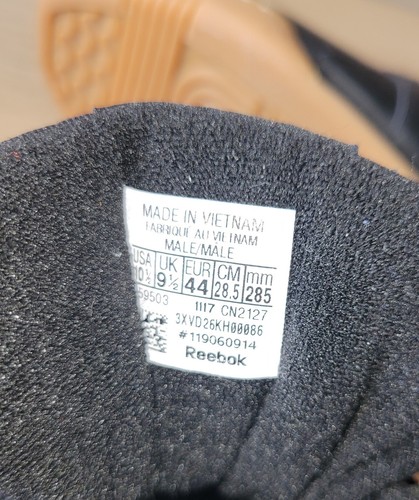 MADE IN VIETNAM
FABRIQUE AU VIETNAM
MALE/MALE
USA UK EUR CM mm
10½ 9½ 44 28.5 285
59503 1117 CN2127
3XVD26KH00086
#119060914
Reebok